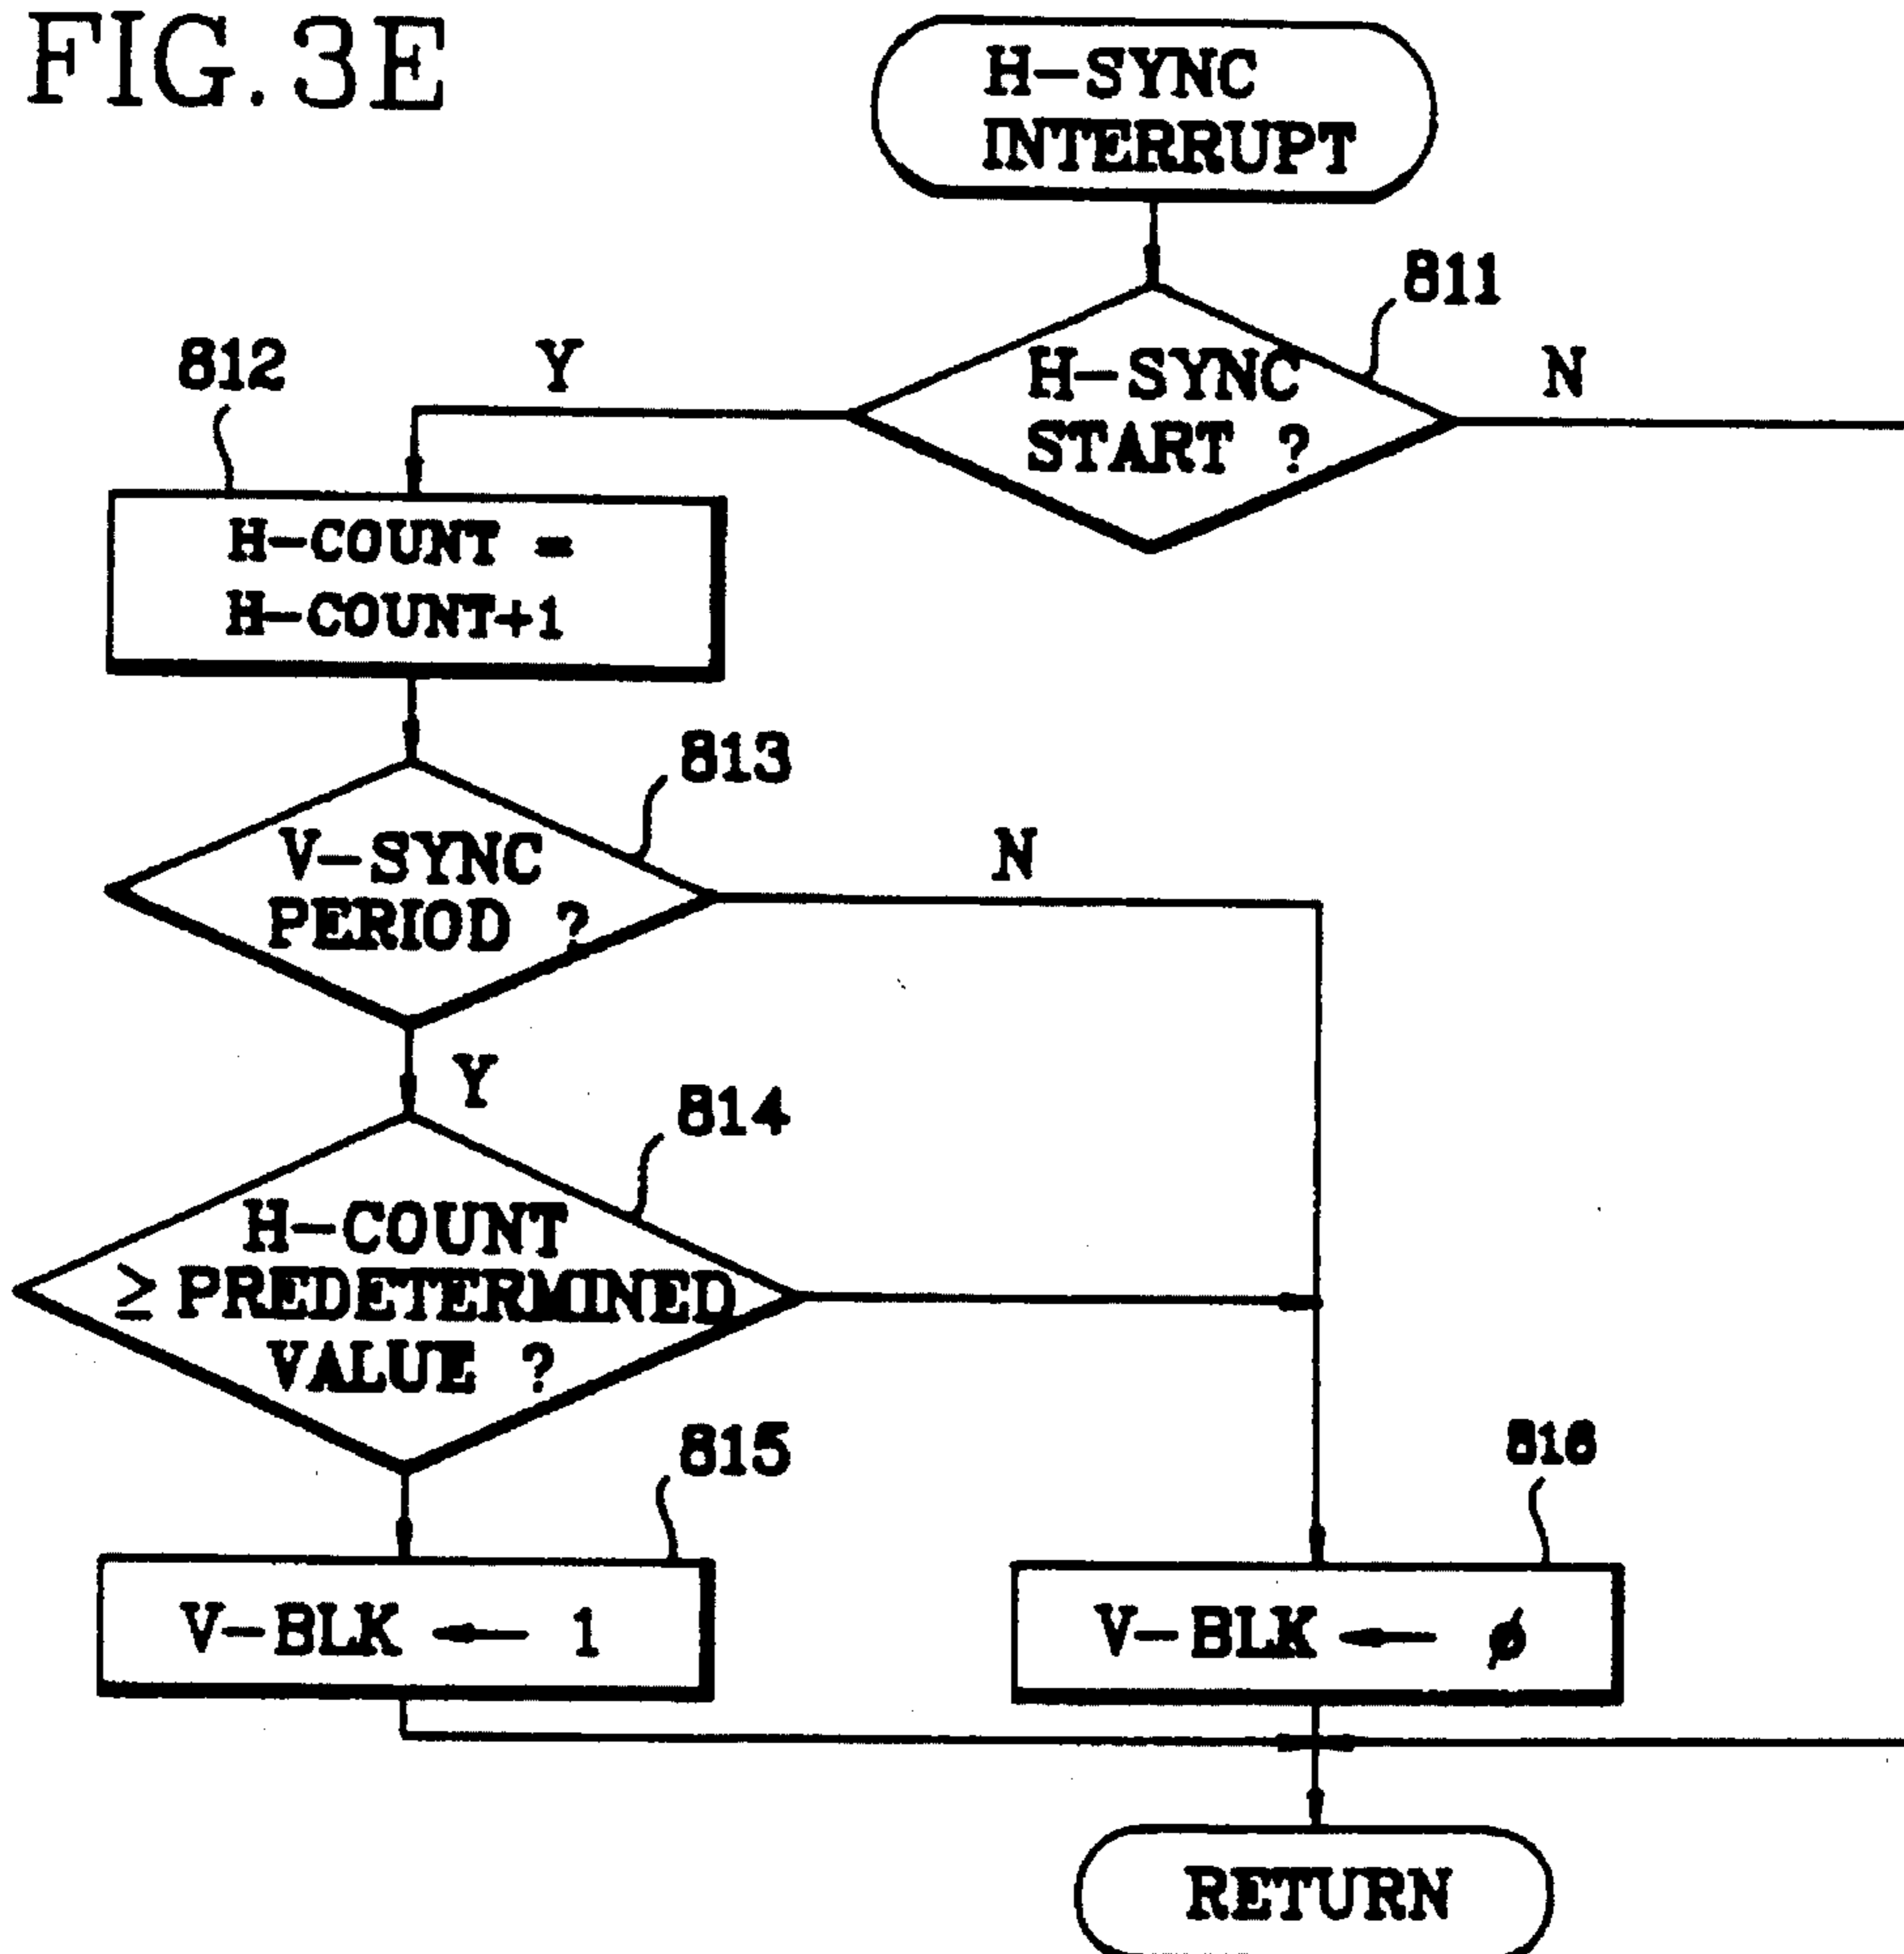 FIG. 3E
H-SYNC
INTERRUPT
811
H-SYNC
START ?
Y
N
812
H-COUNT =
H-COUNT+1
813
V-SYNC
PERIOD ?
N
Y
814
H-COUNT
≥ PREDETERMINED
VALUE ?
815
816
V-BLK ← 1
V-BLK ← ø
RETURN